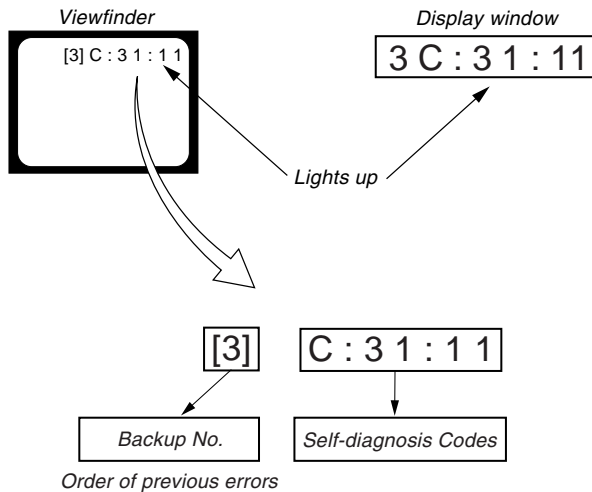 Viewfinder
Display window
[3] C : 3 1 : 1 1
3 C : 3 1 : 11
Lights up
[3]
C : 3 1 : 1 1
Backup No.
Self-diagnosis Codes
Order of previous errors